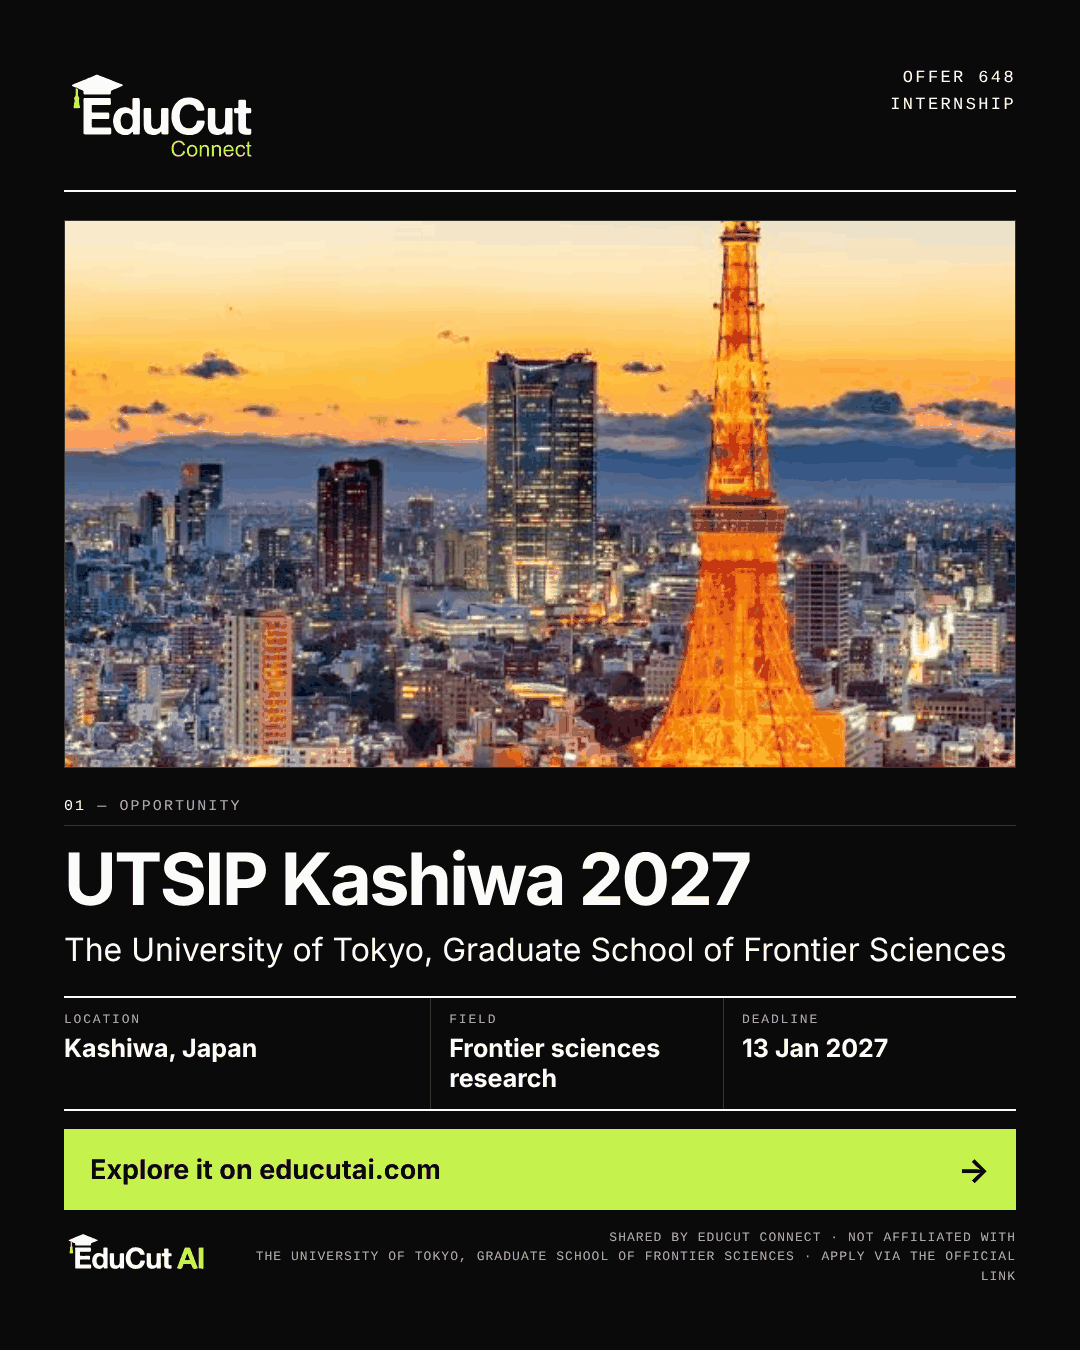 EduCut
Connect
OFFER 648
INTERNSHIP
01 — OPPORTUNITY
UTSIP Kashiwa 2027
The University of Tokyo, Graduate School of Frontier Sciences
LOCATION
Kashiwa, Japan
FIELD
Frontier sciences
research
DEADLINE
13 Jan 2027
Explore it on educutai.com →
EduCut AI
SHARED BY EDUCUT CONNECT · NOT AFFILIATED WITH
THE UNIVERSITY OF TOKYO, GRADUATE SCHOOL OF FRONTIER SCIENCES · APPLY VIA THE OFFICIAL
LINK